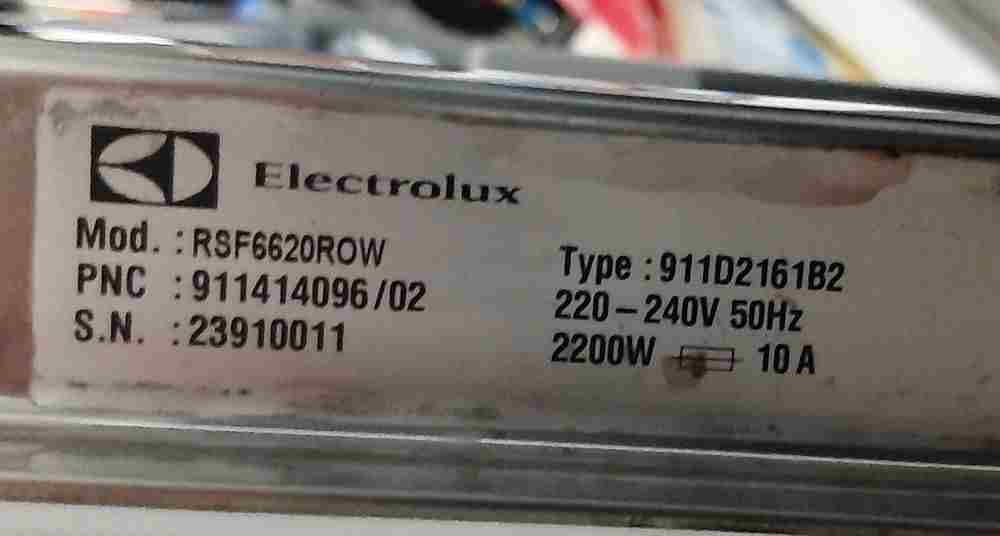 Electrolux
Mod. : RSF6620ROW
PNC : 911414096/02
S.N. : 23910011
Type : 911D2161B2
220-240V 50Hz
2200W 10 A